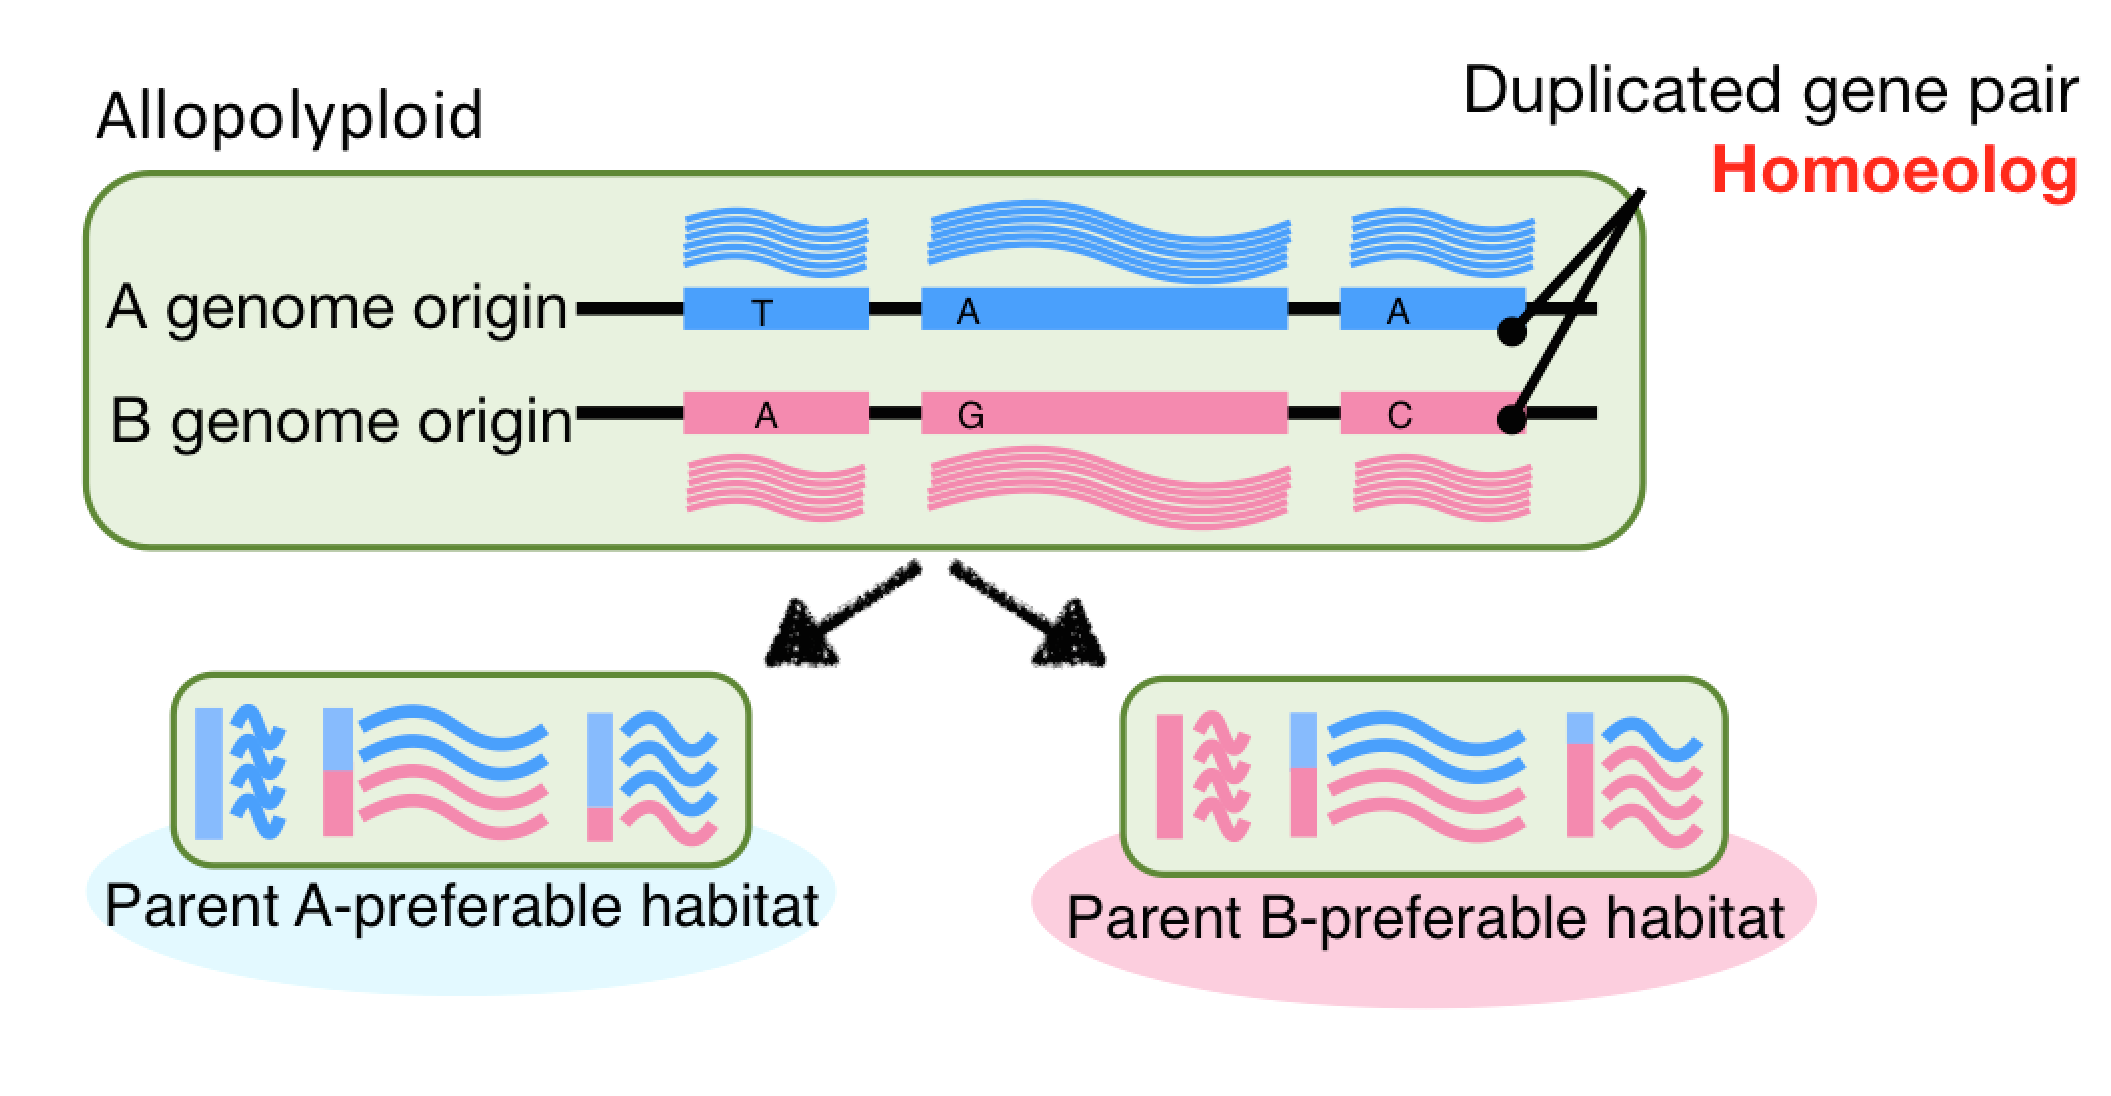 Allopolyploid
Duplicated gene pair
Homoeolog
A genome origin
T A A
B genome origin
A G C
Parent A-preferable habitat
Parent B-preferable habitat